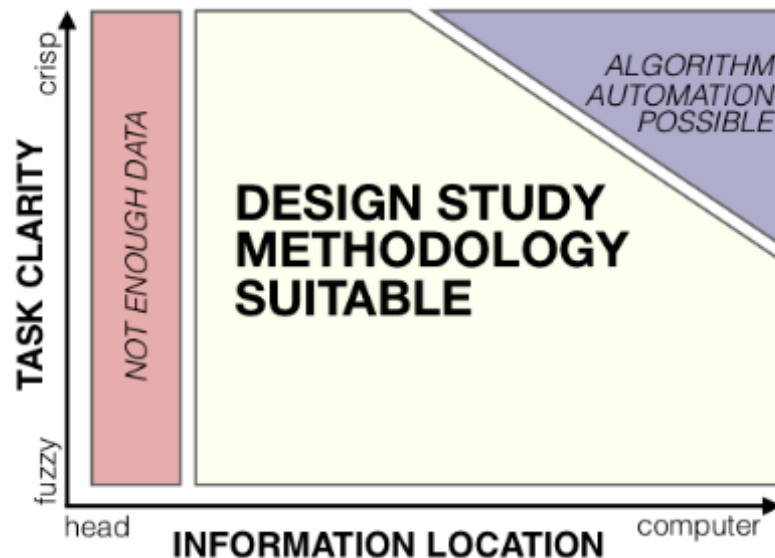 crisp
TASK CLARITY
fuzzy
NOT ENOUGH DATA
DESIGN STUDY
METHODOLOGY
SUITABLE
ALGORITHM
AUTOMATION
POSSIBLE
head
INFORMATION LOCATION
computer